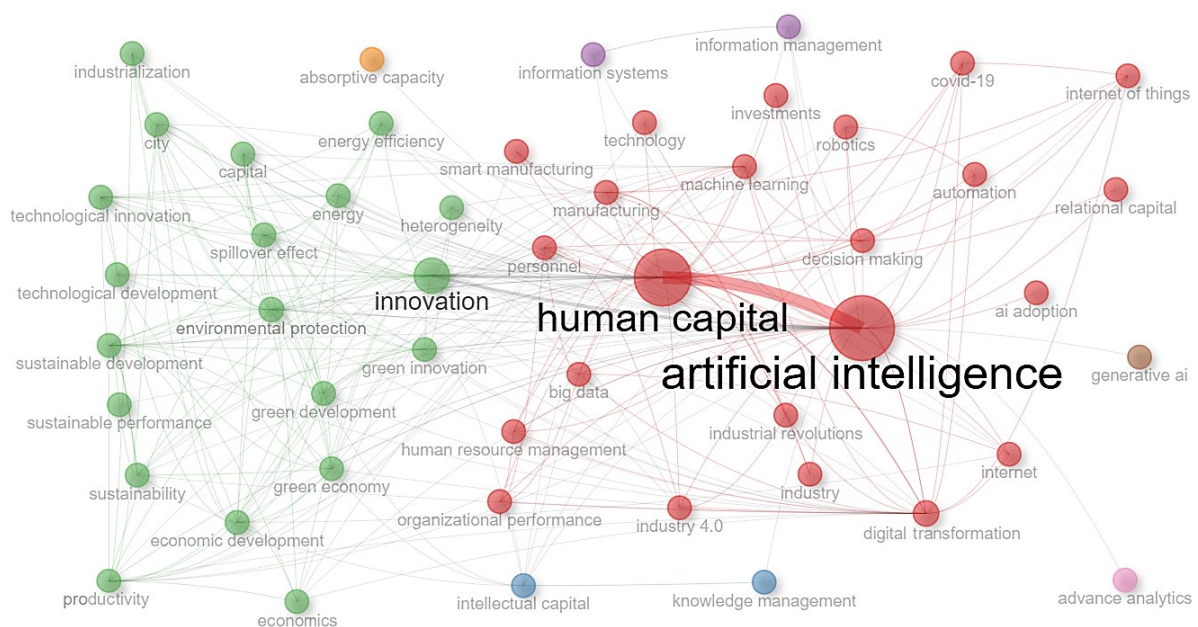 information management
industrialization
absorptive capacity
information systems
covid-19
internet of things
investments
city
energy efficiency
technology
robotics
capital
smart manufacturing
machine learning
automation
technological innovation
energy
heterogeneity
manufacturing
relational capital
spillover effect
personnel
decision making
technological development
innovation
human capital
ai adoption
environmental protection
sustainable development
green innovation
artificial intelligence
generative ai
big data
green development
sustainable performance
industrial revolutions
human resource management
internet
sustainability
green economy
industry
organizational performance
industry 4.0
economic development
digital transformation
productivity
intellectual capital
knowledge management
advance analytics
economics